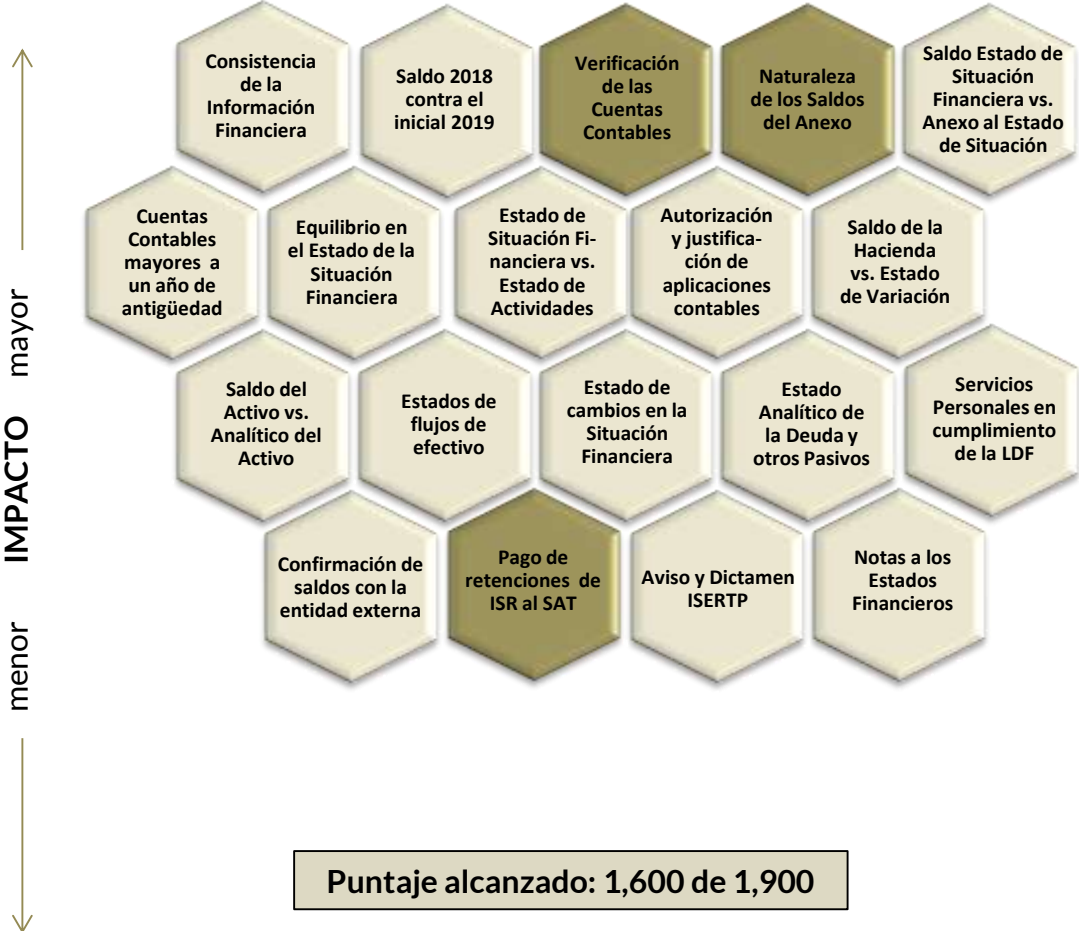 Consistencia
de la
Información
Financiera
Saldo 2018
contra el
inicial 2019
Verificación
de las
Cuentas
Contables
Naturaleza
de los Saldos
del Anexo
Saldo Estado de
Situación
Financiera vs.
Anexo al Estado
de Situación
Cuentas
Contables
mayores a
un año de
antigüedad
Equilibrio en
el Estado de la
Situación
Financiera
Estado de
Situación Fi-
nanciera vs.
Estado de
Actividades
Autorización
y justifica-
ción de
aplicaciones
contables
Saldo de la
Hacienda
vs. Estado
de Variación
Saldo del
Activo vs.
Analítico del
Activo
Estados de
flujos de
efectivo
Estado de
cambios en la
Situación
Financiera
Estado
Analítico de
la Deuda y
otros Pasivos
Servicios
Personales en
cumplimiento
de la LDF
Confirmación de
saldos con la
entidad externa
Pago de
retenciones de
ISR al SAT
Aviso y Dictamen
ISERTP
Notas a los
Estados
Financieros
menor IMPACTO mayor
Puntaje alcanzado: 1,600 de 1,900